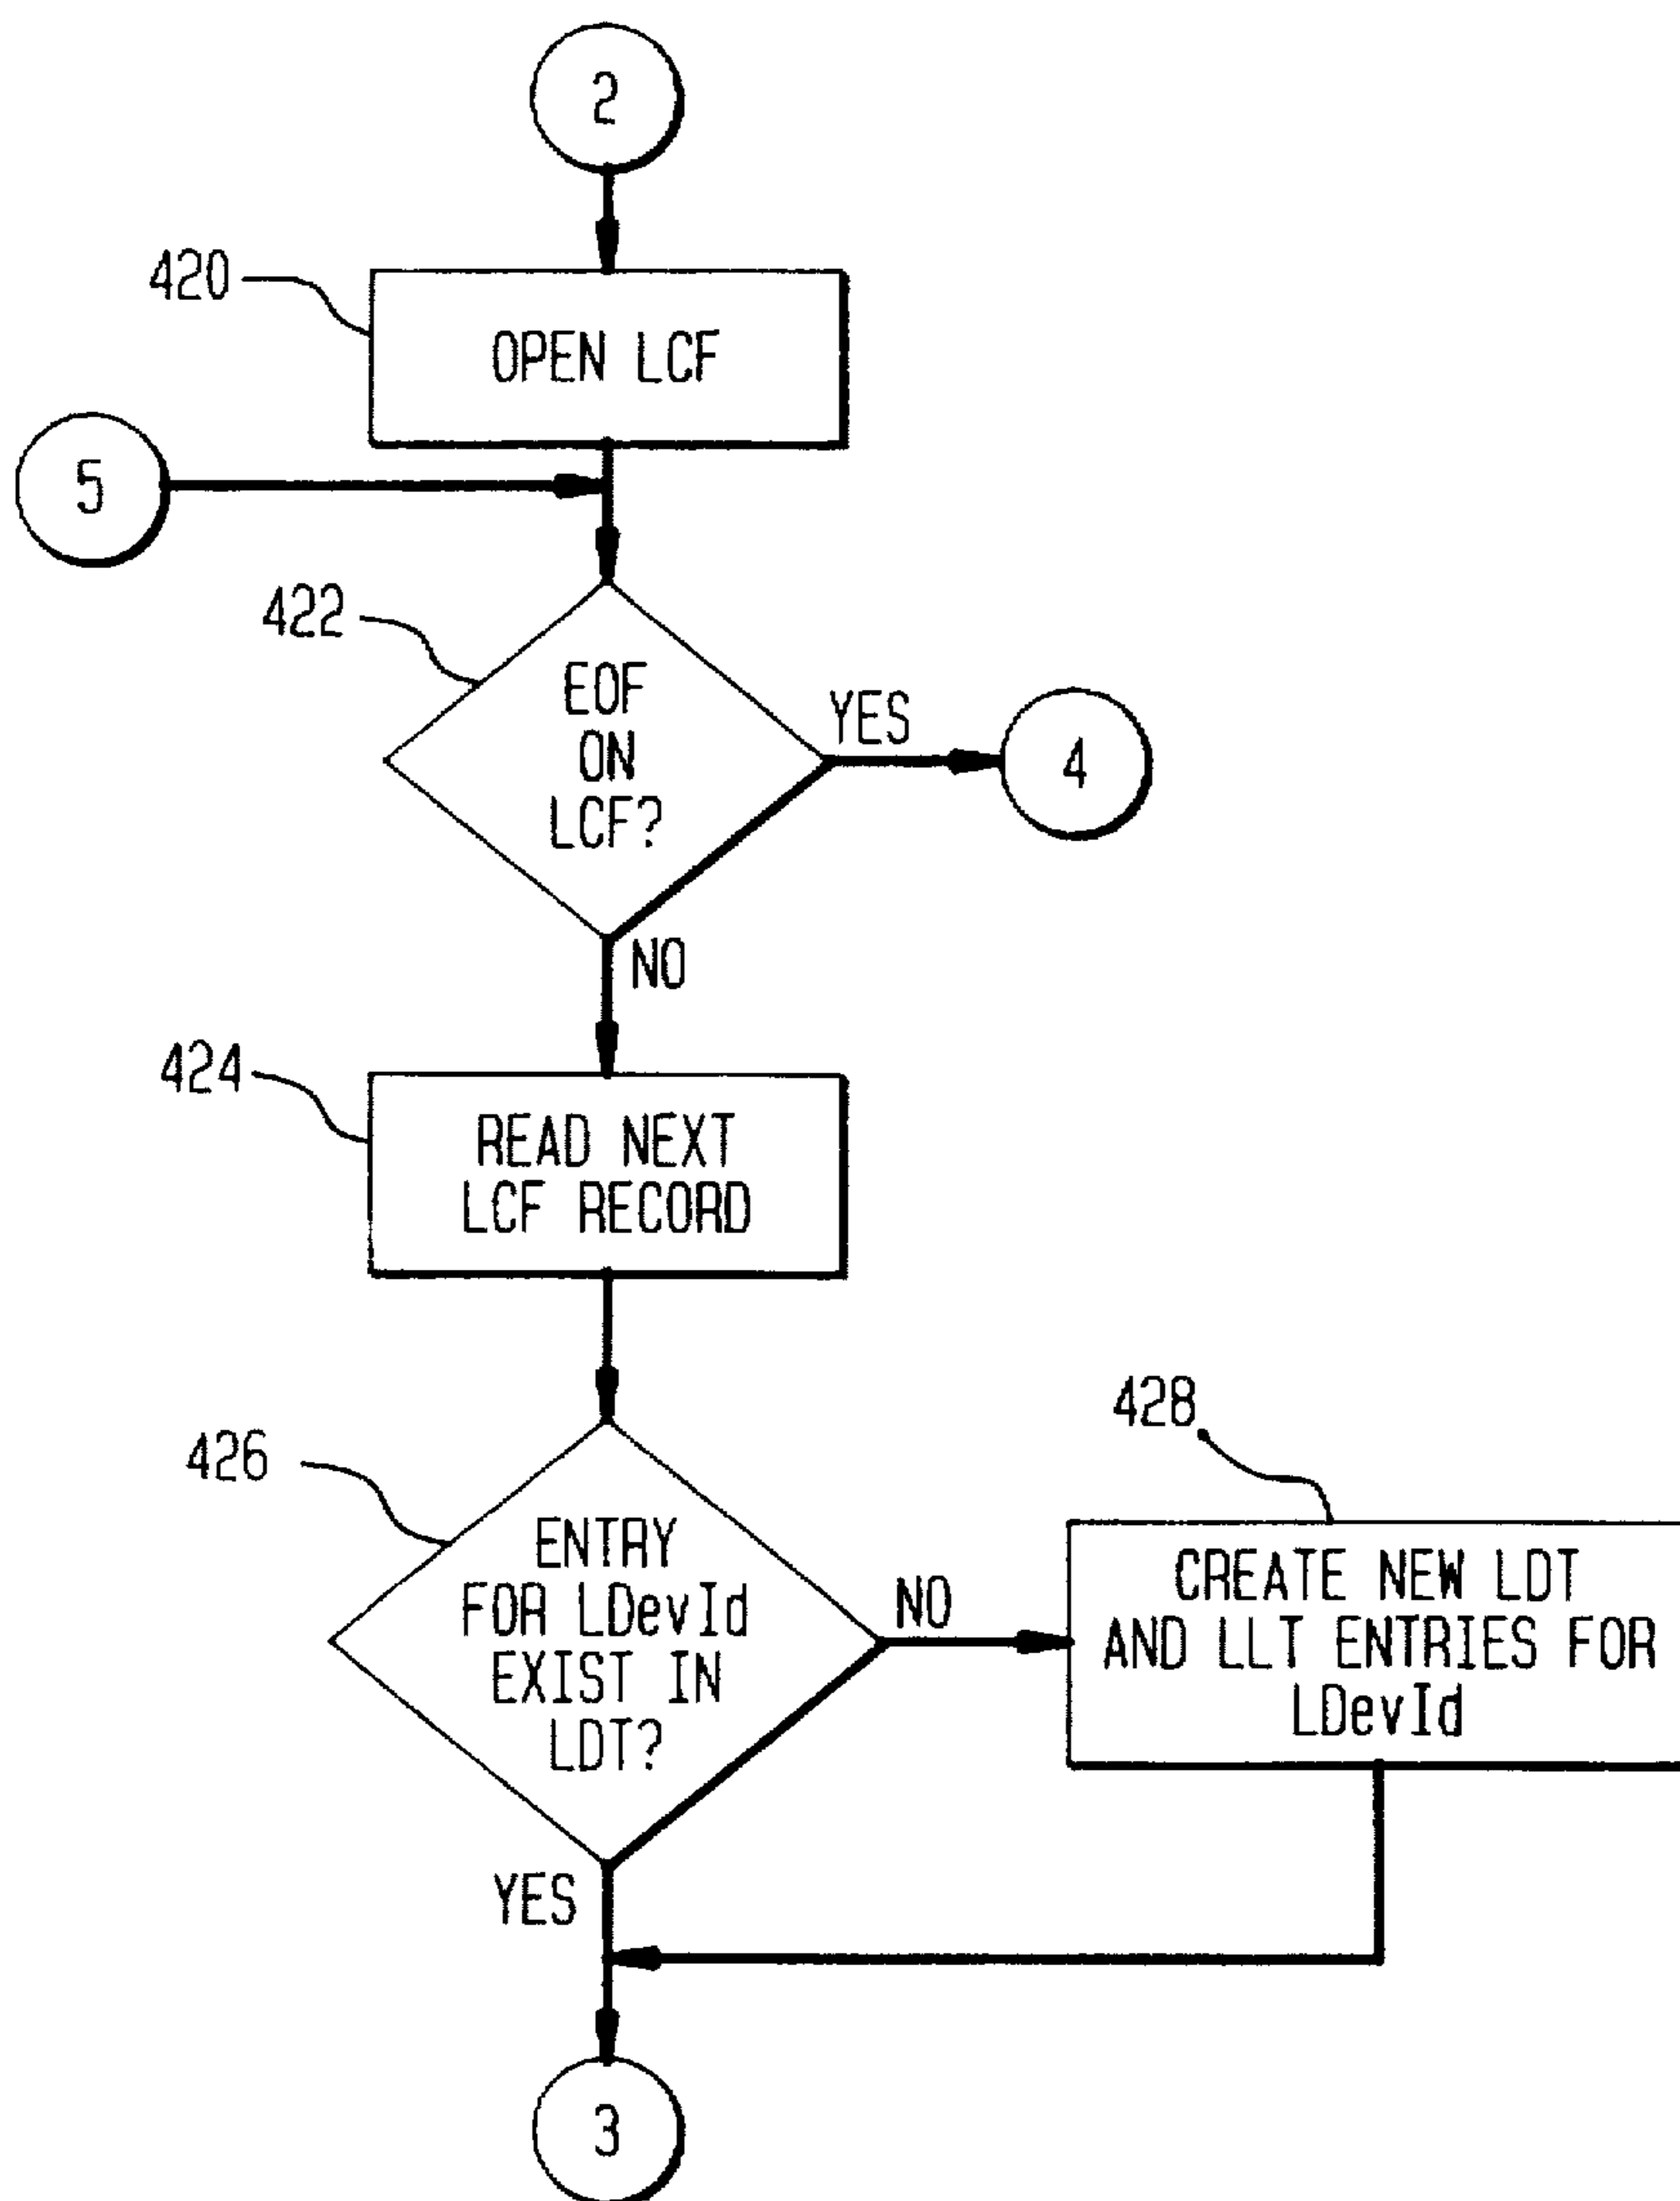 2
420
OPEN LCF
5
422
EOF
ON
LCF?
YES
4
NO
424
READ NEXT
LCF RECORD
426
ENTRY
FOR LDevId
EXIST IN
LDT?
NO
428
CREATE NEW LDT
AND LLT ENTRIES FOR
LDevId
YES
3